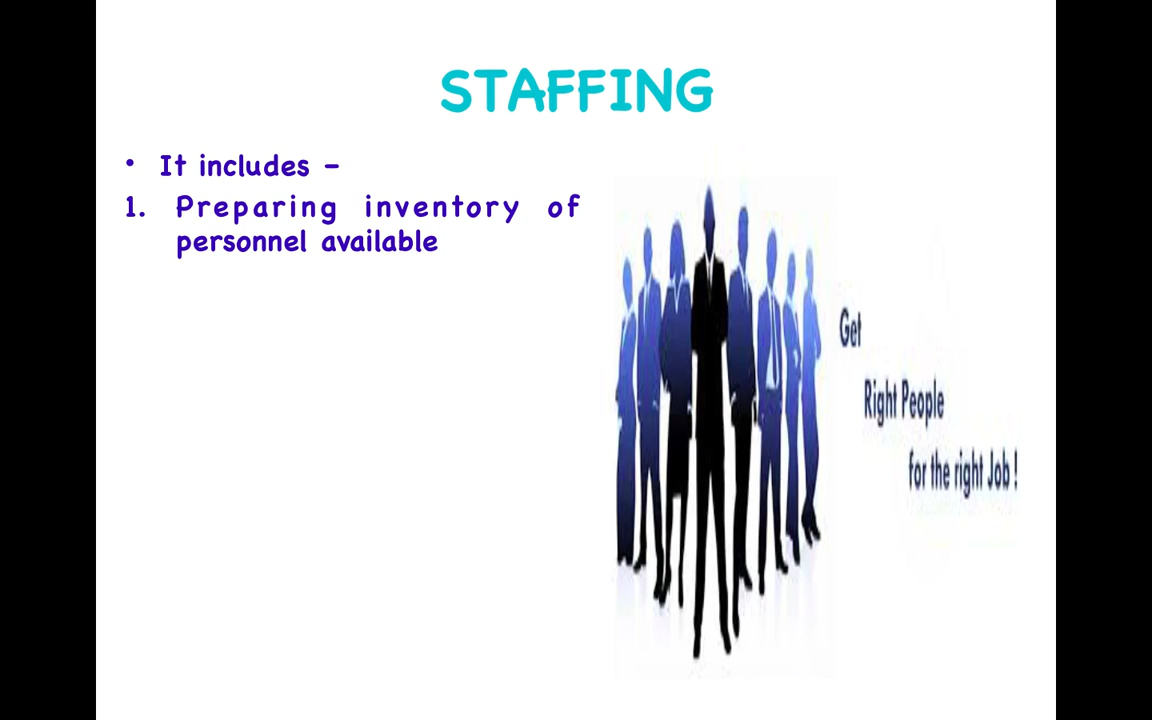 STAFFING
• It includes –
1. Preparing inventory of
personnel available
Get
Right People
for the right Job !